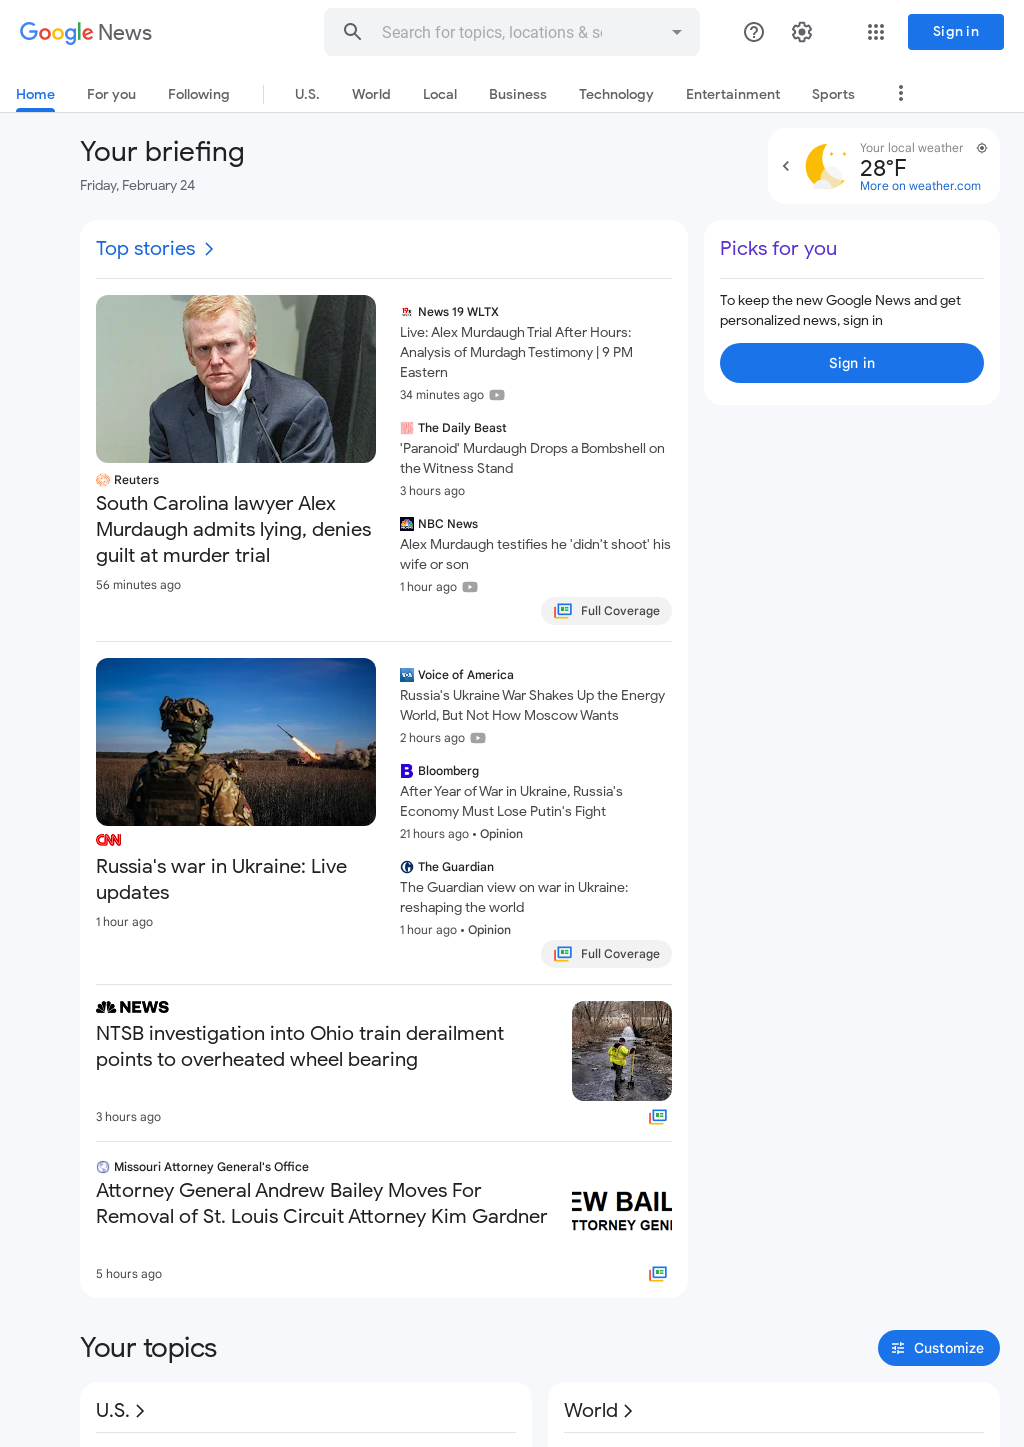 Google News
Search for topics, locations & so
Sign in
Home
For you
Following
U.S.
World
Local
Business
Technology
Entertainment
Sports
Your briefing
Friday, February 24
Your local weather
28°F
More on weather.com
Top stories
Reuters
South Carolina lawyer Alex
Murdaugh admits lying, denies
guilt at murder trial
56 minutes ago
News 19 WLTX
Live: Alex Murdaugh Trial After Hours:
Analysis of Murdagh Testimony | 9 PM
Eastern
34 minutes ago
The Daily Beast
'Paranoid' Murdaugh Drops a Bombshell on
the Witness Stand
3 hours ago
NBC News
Alex Murdaugh testifies he 'didn't shoot' his
wife or son
1 hour ago
Full Coverage
Picks for you
To keep the new Google News and get
personalized news, sign in
Sign in
CNN
Russia's war in Ukraine: Live
updates
1 hour ago
VOA
Voice of America
Russia's Ukraine War Shakes Up the Energy
World, But Not How Moscow Wants
2 hours ago
B
Bloomberg
After Year of War in Ukraine, Russia's
Economy Must Lose Putin's Fight
21 hours ago • Opinion
The Guardian
The Guardian view on war in Ukraine:
reshaping the world
1 hour ago • Opinion
Full Coverage
NEWS
NTSB investigation into Ohio train derailment
points to overheated wheel bearing
3 hours ago
Missouri Attorney General's Office
Attorney General Andrew Bailey Moves For
Removal of St. Louis Circuit Attorney Kim Gardner
5 hours ago
EW BAIL
TTORNEY GENE
Your topics
Customize
U.S.
World